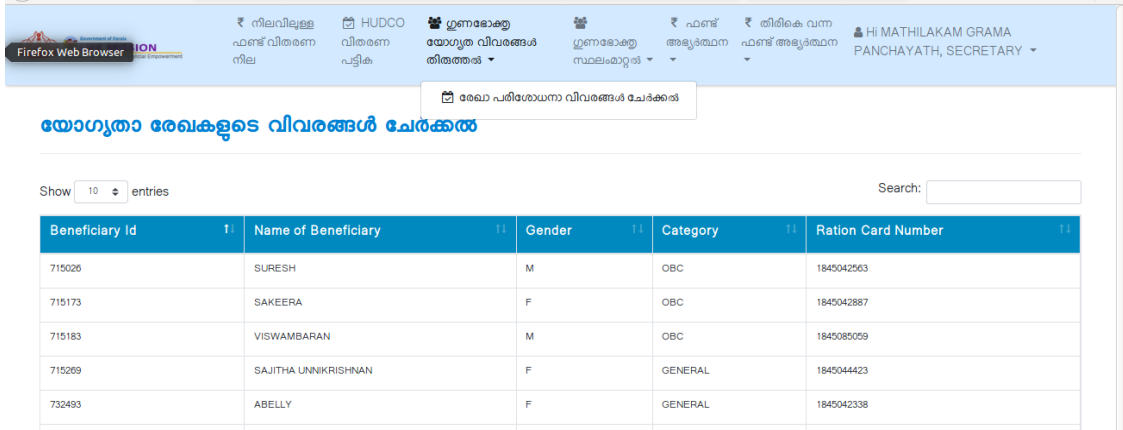 ₹ നിലവിലുള്ള ഫണ്ട് വിതരണ നില
HUDCO വിതരണ പട്ടിക
ഗുണഭോക്തൃ യോഗ്യത വിവരങ്ങൾ തിരുത്തൽ
ഗുണഭോക്തൃ സ്ഥലംമാറ്റൽ
₹ ഫണ്ട് അഭ്യർത്ഥന
₹ തിരികെ വന്ന ഫണ്ട് അഭ്യർത്ഥന
Hi MATHILAKAM GRAMA
PANCHAYATH, SECRETARY
Government of Kerala
Firefox Web Browser
രേഖാ പരിശോധനാ വിവരങ്ങൾ ചേർക്കൽ
യോഗ്യതാ രേഖകളുടെ വിവരങ്ങൾ ചേർക്കൽ
Show 10 entries
Search:
Beneficiary Id Name of Beneficiary Gender Category Ration Card Number
715026 SURESH M OBC 1845042563
715173 SAKEERA F OBC 1845042887
715183 VISWAMBARAN M OBC 1845085059
715269 SAJITHA UNNIKRISHNAN F GENERAL 1845044423
732493 ABELLY F GENERAL 1845042338